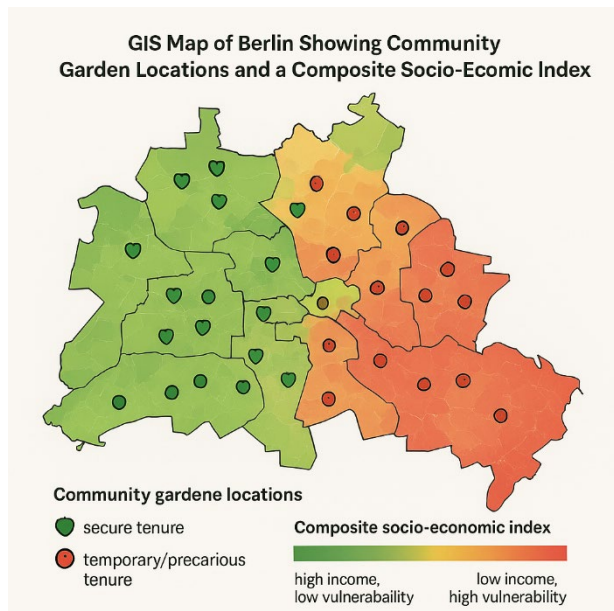 GIS Map of Berlin Showing Community
Garden Locations and a Composite Socio-Ecomic Index
Community gardene locations
secure tenure
temporary/precarious
tenure
Composite socio-economic index
high income,
low vulnerabaility
low income,
high vulnerability